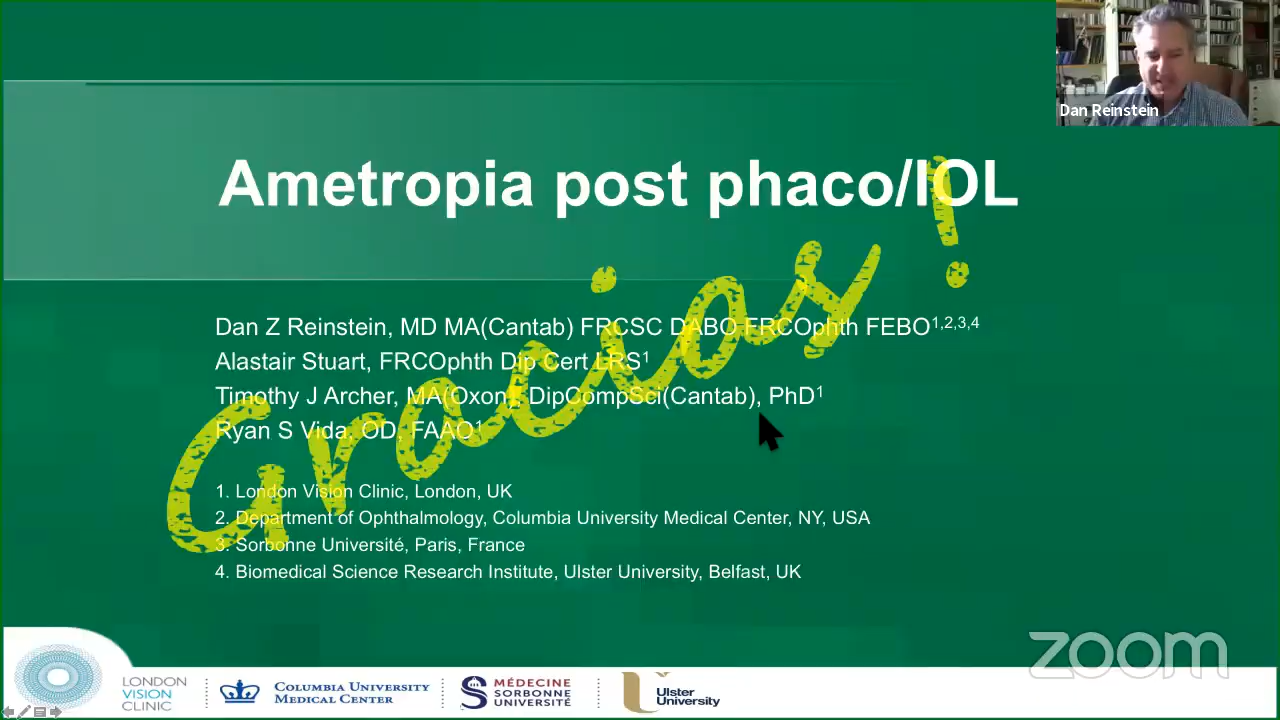 Dan Reinstein
Ametropia post phaco/IOL
Gracias!
Dan Z Reinstein, MD MA(Cantab) FRCSC DABO FRCOphth FEBO1,2,3,4
Alastair Stuart, FRCOphth Dip Cert LRS1
Timothy J Archer, MA(Oxon), DipCompSci(Cantab), PhD1
Ryan S Vida, OD, FAAO1
1. London Vision Clinic, London, UK
2. Department of Ophthalmology, Columbia University Medical Center, NY, USA
3. Sorbonne Université, Paris, France
4. Biomedical Science Research Institute, Ulster University, Belfast, UK
zoom
LONDON
VISION
CLINIC
COLUMBIA UNIVERSITY
MEDICAL CENTER
MÉDECINE
SORBONNE
UNIVERSITÉ
Ulster
University